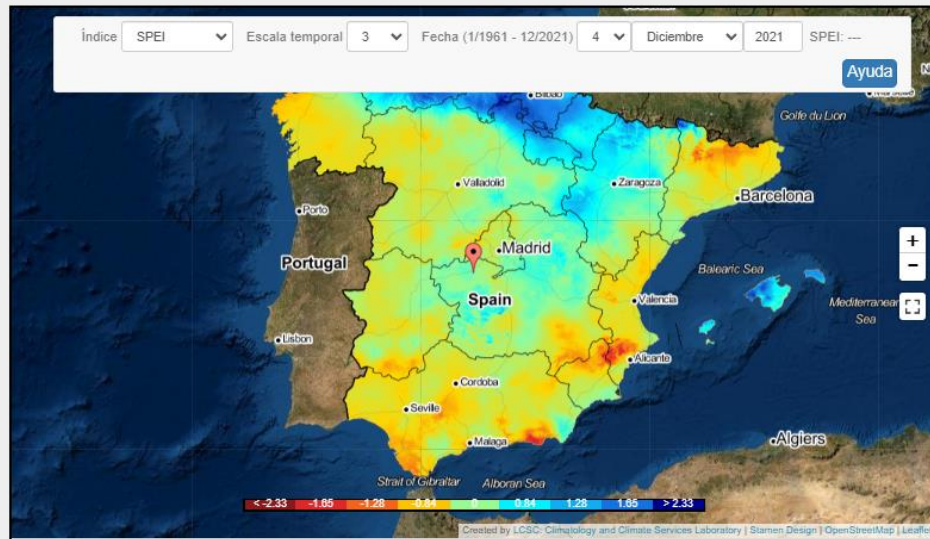 Índice SPEI Escala temporal 3 Fecha (1/1961 - 12/2021) 4 Diciembre 2021 SPEI: ---
Ayuda
Bilbao
Golfe du Lion
Valladolid
Zaragoza
Barcelona
Porto
Madrid
Portugal
+
−
Balearic Sea
Spain
Valencia
Mediterranean
Sea
Lisbon
Alicante
Cordoba
Seville
Malaga
Algiers
Strait of Gibraltar
Alboran Sea
< -2.33 -1.65 -1.28 -0.84 0 0.84 1.28 1.65 > 2.33
Created by LCSC: Climatology and Climate Services Laboratory | Stamen Design | OpenStreetMap | Leafle